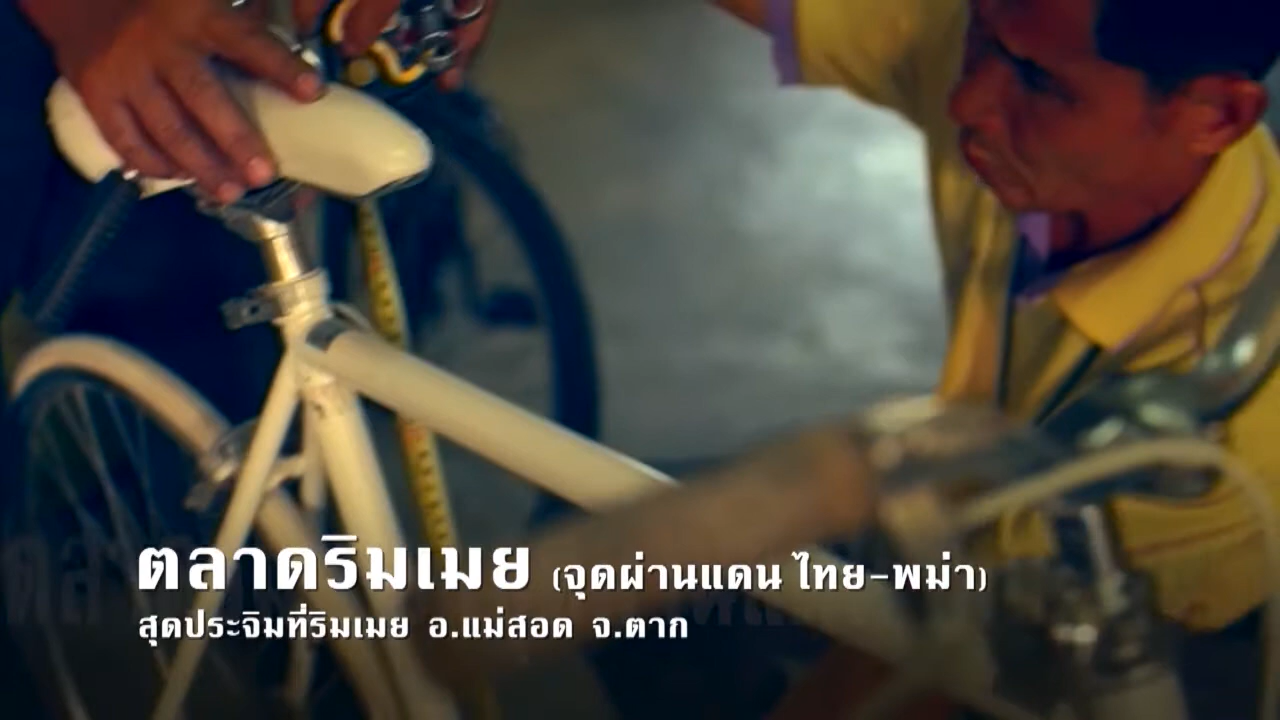 ตลาดริมเมย (จุดผ่านแดน ไทย-พม่า)
สุดประจิมที่ริมเมย อ.แม่สอด จ.ตาก